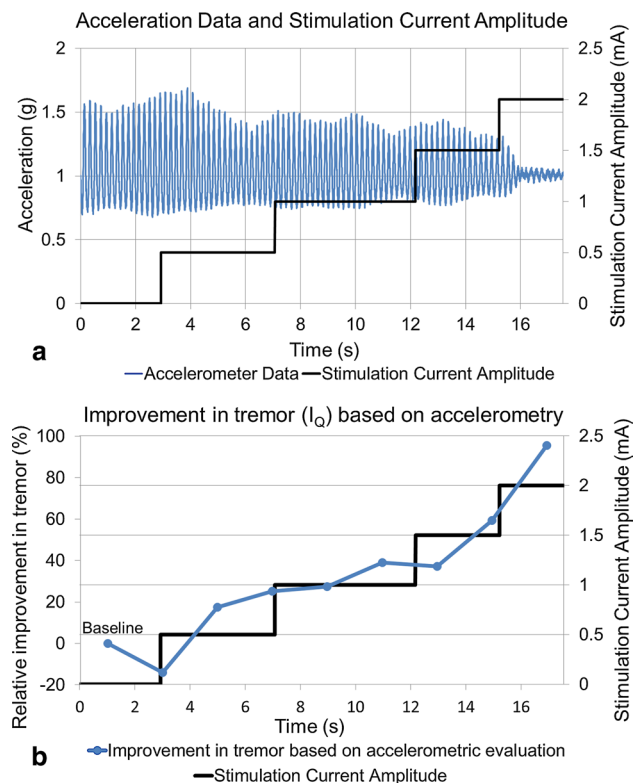 Acceleration Data and Stimulation Current Amplitude
2
1.5
1
0.5
0
Acceleration (g)
2.5
2
1.5
1
0.5
0
Stimulation Current Amplitude (mA)
0 2 4 6 8 10 12 14 16
Time (s)
a
Accelerometer Data Stimulation Current Amplitude
Improvement in tremor (I_Q) based on accelerometry
100
80
60
40
20
0
-20
Relative improvement in tremor (%)
Baseline
2.5
2
1.5
1
0.5
0
Stimulation Current Amplitude (mA)
0 2 4 6 8 10 12 14 16
Time (s)
b
Improvement in tremor based on accelerometric evaluation
Stimulation Current Amplitude